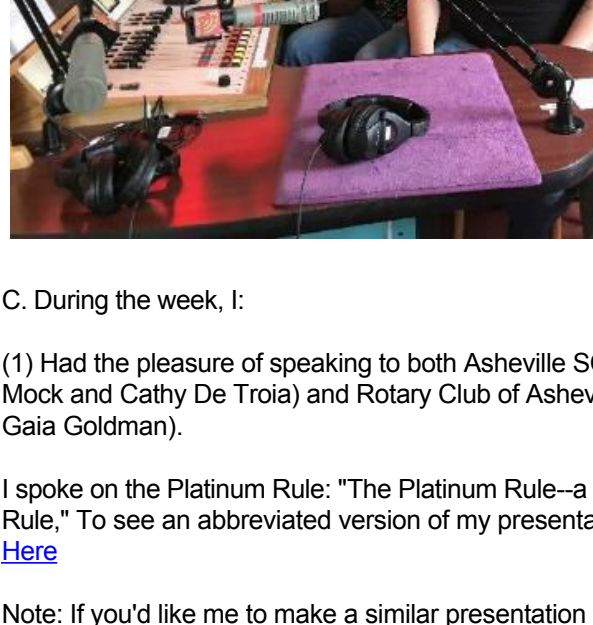 C. During the week, I:
(1) Had the pleasure of speaking to both Asheville
Mock and Cathy De Troia) and Rotary Club of
Gaia Goldman).
I spoke on the Platinum Rule: "The Platinum Rule--a
Rule," To see an abbreviated version of my
Here
Note: If you'd like me to make a similar presentation